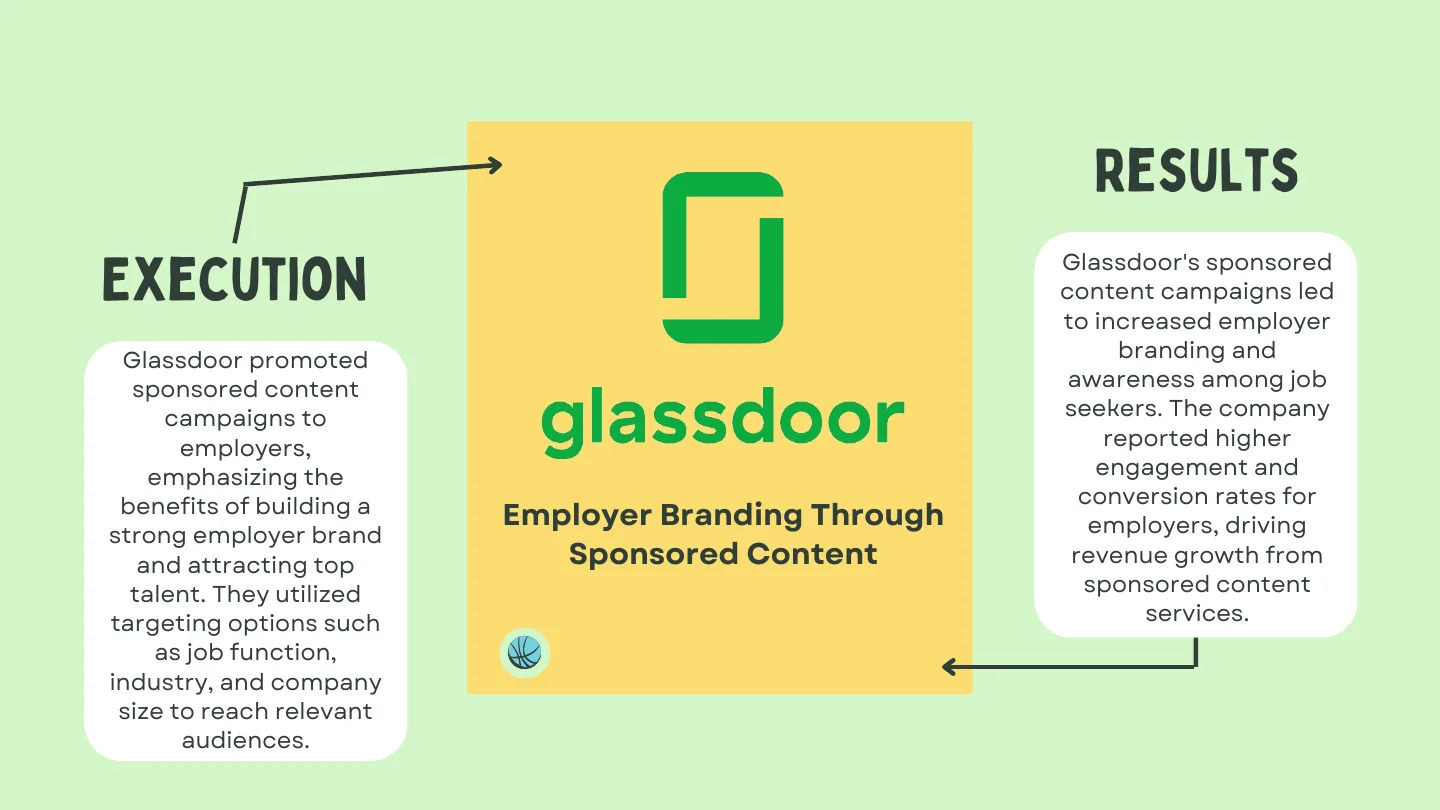 EXECUTION
Glassdoor promoted
sponsored content
campaigns to
employers,
emphasizing the
benefits of building a
strong employer brand
and attracting top
talent. They utilized
targeting options such
as job function,
industry, and company
size to reach relevant
audiences.
glassdoor
Employer Branding Through
Sponsored Content
RESULTS
Glassdoor's sponsored
content campaigns led
to increased employer
branding and
awareness among job
seekers. The company
reported higher
engagement and
conversion rates for
employers, driving
revenue growth from
sponsored content
services.